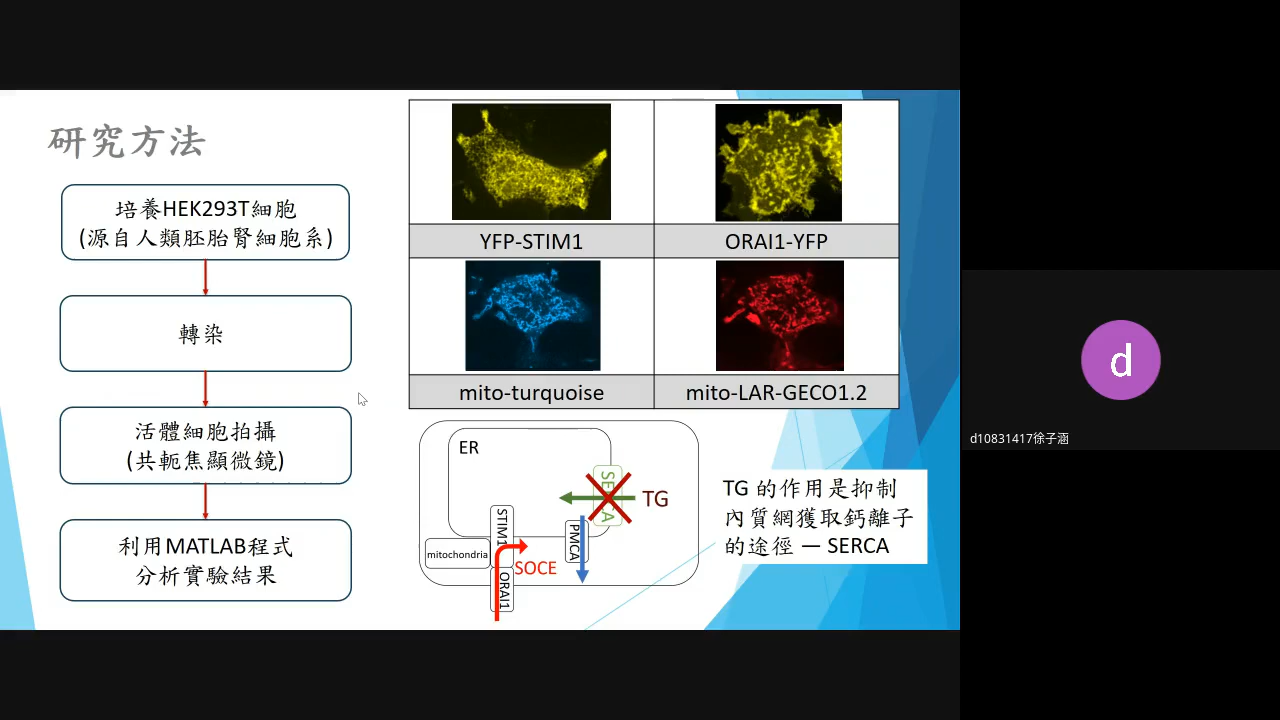 研究方法
培養HEK293T細胞
(源自人類胚胎腎細胞系)
轉染
活體細胞拍攝
(共軛焦顯微鏡)
利用MATLAB程式
分析實驗結果
YFP-STIM1
ORAI1-YFP
mito-turquoise
mito-LAR-GECO1.2
ER
SERCA
TG
STIM1
PMCA
mitochondria
SOCE
ORAI1
TG 的作用是抑制
內質網獲取鈣離子
的途徑 — SERCA
d
d10831417徐子涵